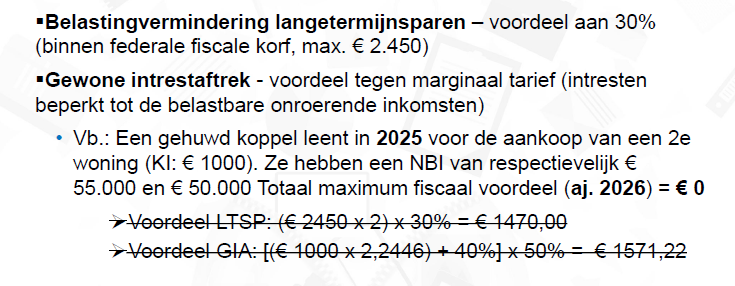 ▪Belastingvermindering langetermijnsparen – voordeel aan 30%
(binnen federale fiscale korf, max. € 2.450)
▪Gewone intrestaftrek - voordeel tegen marginaal tarief (intresten
beperkt tot de belastbare onroerende inkomsten)
• Vb.: Een gehuwd koppel leent in 2025 voor de aankoop van een 2e
woning (KI: € 1000). Ze hebben een NBI van respectievelijk €
55.000 en € 50.000 Totaal maximum fiscaal voordeel (aj. 2026) = € 0
➢Voordeel LTSP: (€ 2450 x 2) x 30% = € 1470,00
➢Voordeel GIA: [(€ 1000 x 2,2446) + 40%] x 50% = € 1571,22